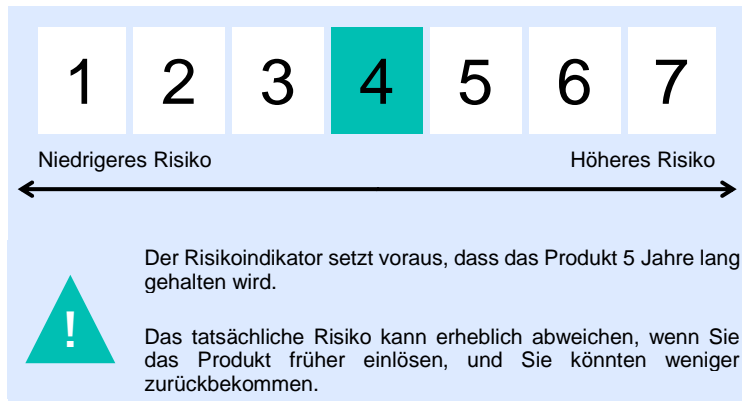 1 2 3 4 5 6 7
Niedrigeres Risiko Höheres Risiko
Der Risikoindikator setzt voraus, dass das Produkt 5 Jahre lang
gehalten wird.
!
Das tatsächliche Risiko kann erheblich abweichen, wenn Sie
das Produkt früher einlösen, und Sie könnten weniger
zurückbekommen.